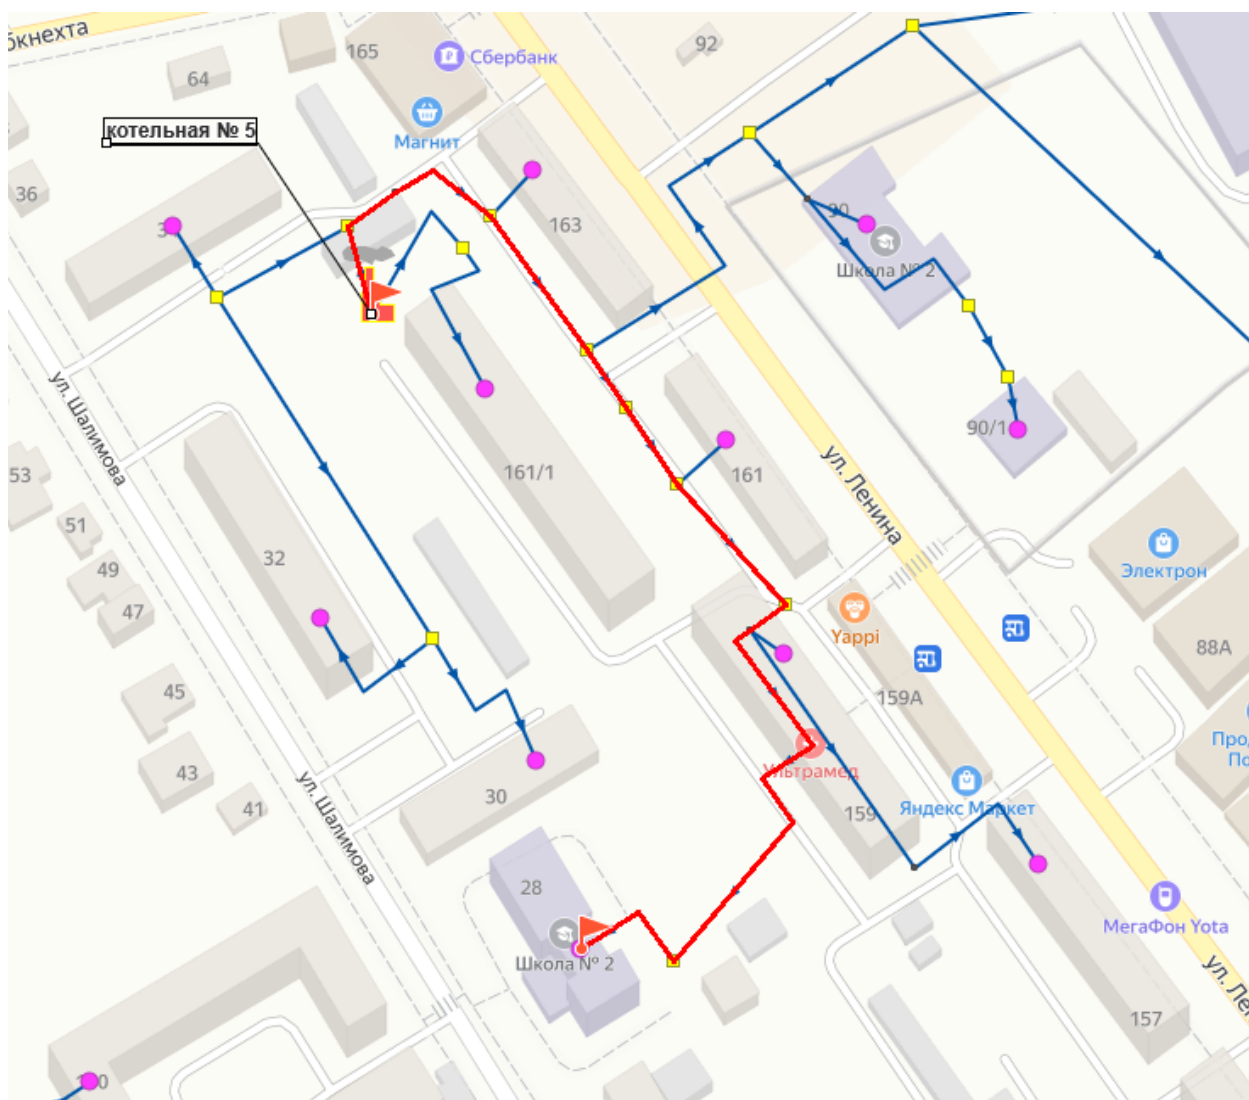 165
Сбербанк
92
64
котельная № 5
Магнит
36
163
90
Школа № 2
ул. Шалимова
90/1
53
161/1
161
ул. Ленина
51
32
49
Электрон
47
Yappi
88А
45
159А
Ультрамед
43
30
Яндекс Маркет
41
159
ул. Шалимова
28
МегаФон Yota
Школа № 2
157